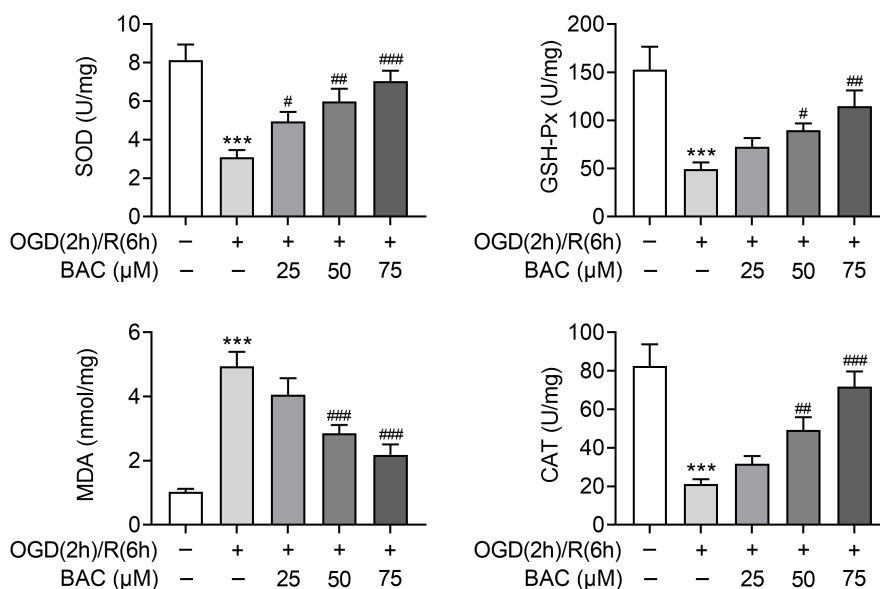 10
8
6
4
2
0
SOD (U/mg)
***
#
##
###
OGD(2h)/R(6h) – + + + +
BAC (μM) – – 25 50 75
200
150
100
50
0
GSH-Px (U/mg)
***
#
##
OGD(2h)/R(6h) – + + + +
BAC (μM) – – 25 50 75
6
4
2
0
MDA (nmol/mg)
***
###
###
OGD(2h)/R(6h) – + + + +
BAC (μM) – – 25 50 75
100
80
60
40
20
0
CAT (U/mg)
***
##
###
OGD(2h)/R(6h) – + + + +
BAC (μM) – – 25 50 75